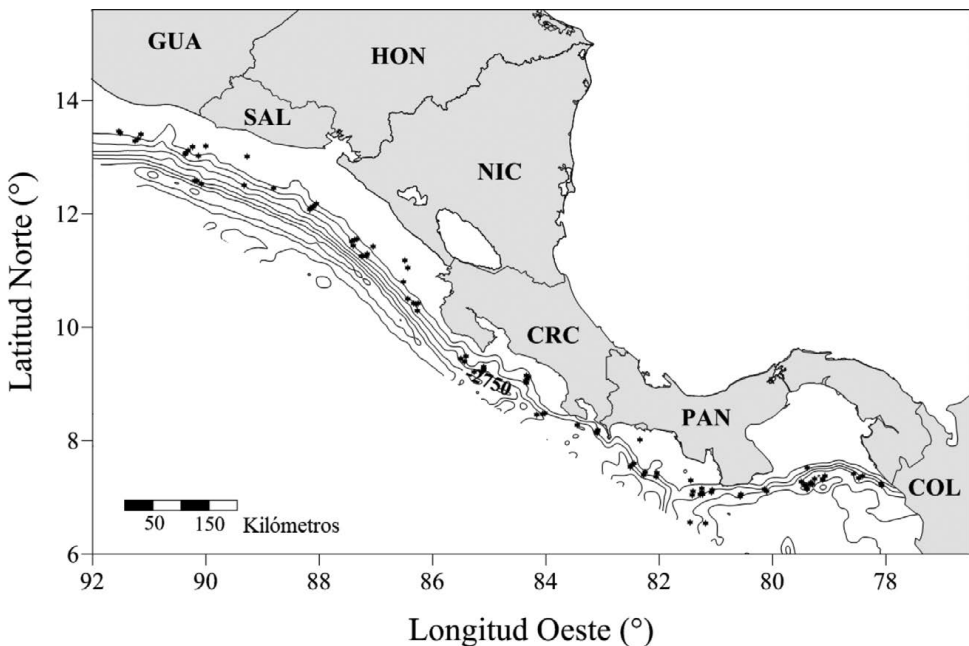 GUA
HON
14
SAL
NIC
12
Latitud Norte (°)
10
CRC
2750
8
PAN
COL
50 150 Kilómetros
6
92 90 88 86 84 82 80 78
Longitud Oeste (°)